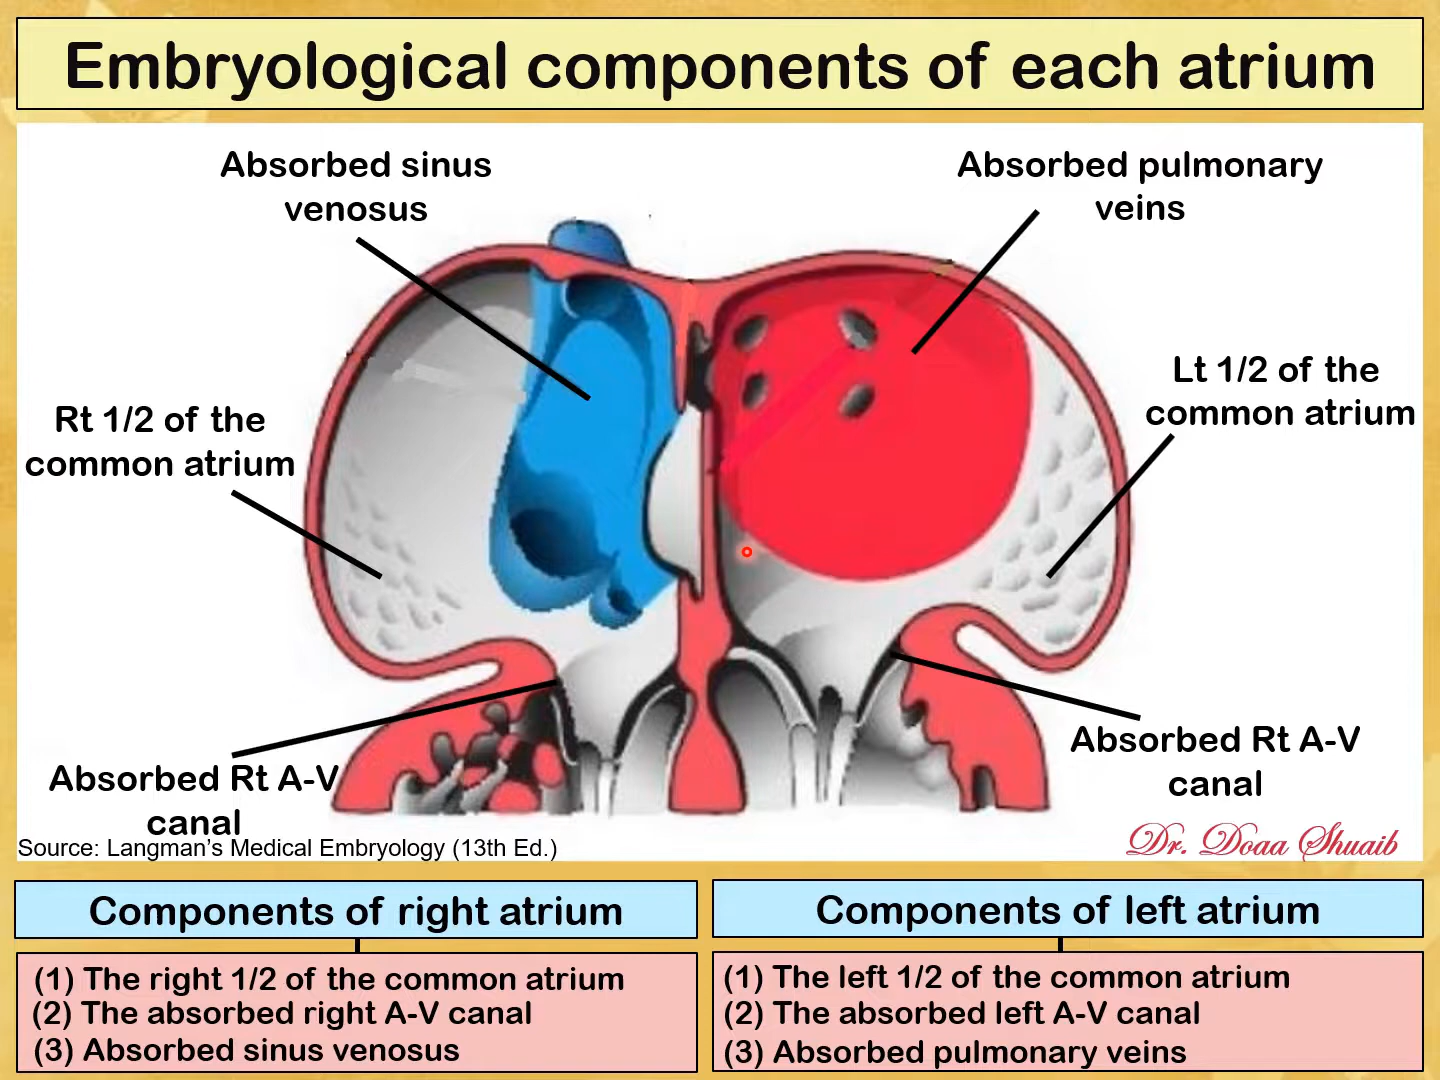 Embryological components of each atrium
Absorbed sinus
venosus
Absorbed pulmonary
veins
Lt 1/2 of the
common atrium
Rt 1/2 of the
common atrium
Absorbed Rt A-V
canal
Absorbed Rt A-V
canal
Source: Langman's Medical Embryology (13th Ed.)
Dr. Doaa Shuaib
Components of right atrium
(1) The right 1/2 of the common atrium
(2) The absorbed right A-V canal
(3) Absorbed sinus venosus
Components of left atrium
(1) The left 1/2 of the common atrium
(2) The absorbed left A-V canal
(3) Absorbed pulmonary veins